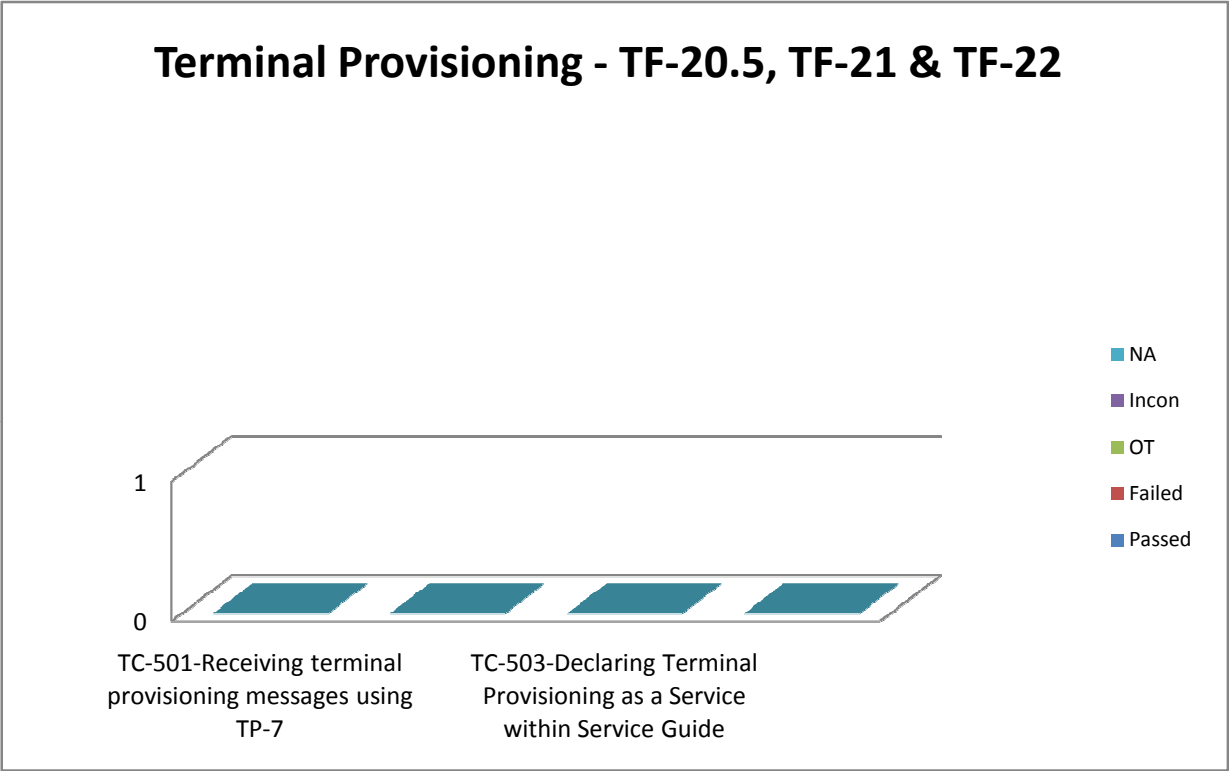 Terminal Provisioning - TF-20.5, TF-21 & TF-22
NA
Incon
OT
Failed
Passed
1
0
TC-501-Receiving terminal
provisioning messages using
TP-7
TC-503-Declaring Terminal
Provisioning as a Service
within Service Guide